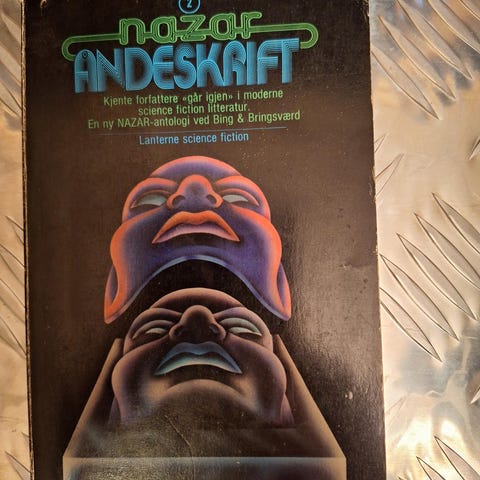 2
nazar
ÅNDESKRIFT
Kjente forfattere «går igjen» i moderne
science fiction litteratur.
En ny NAZAR-antologi ved Bing & Bringsværd
Lanterne science fiction